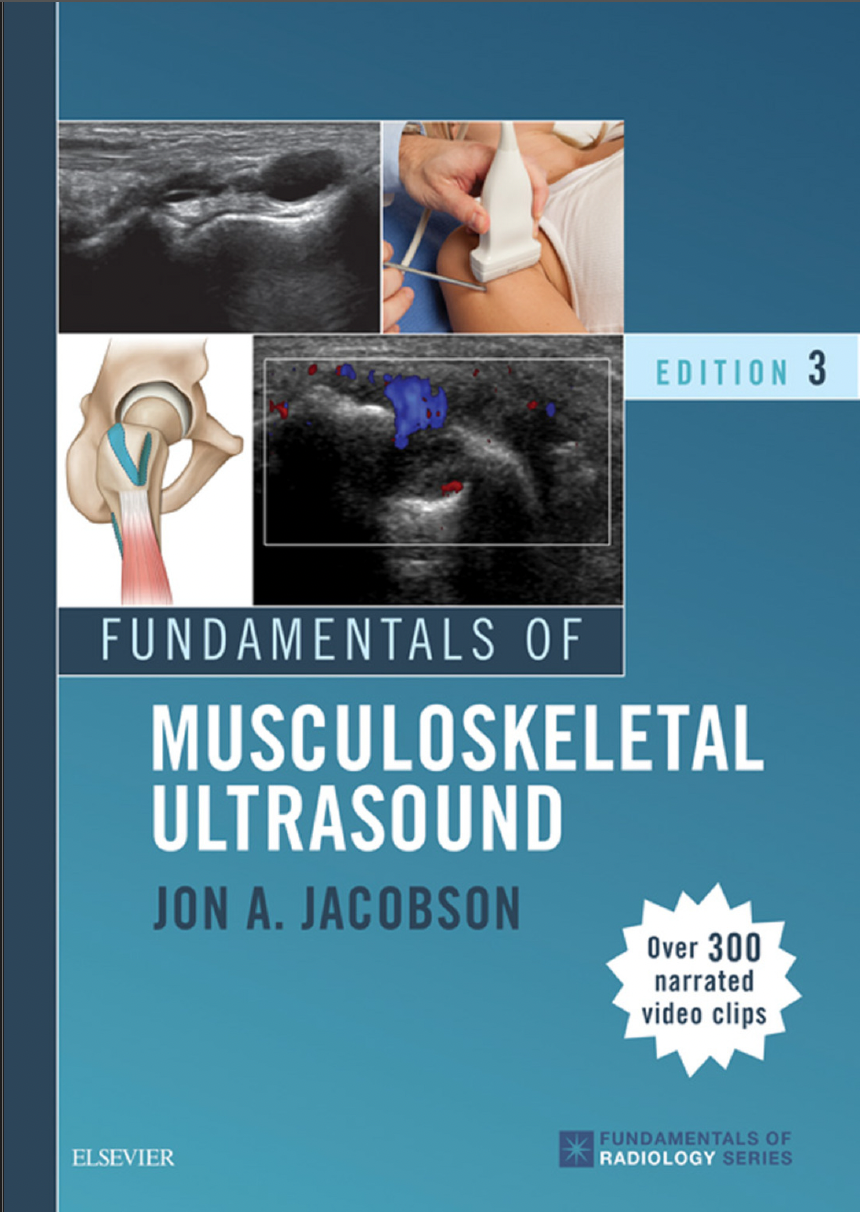 EDITION 3
FUNDAMENTALS OF
MUSCULOSKELETAL
ULTRASOUND
JON A. JACOBSON
Over 300
narrated
video clips
ELSEVIER
FUNDAMENTALS OF
RADIOLOGY SERIES